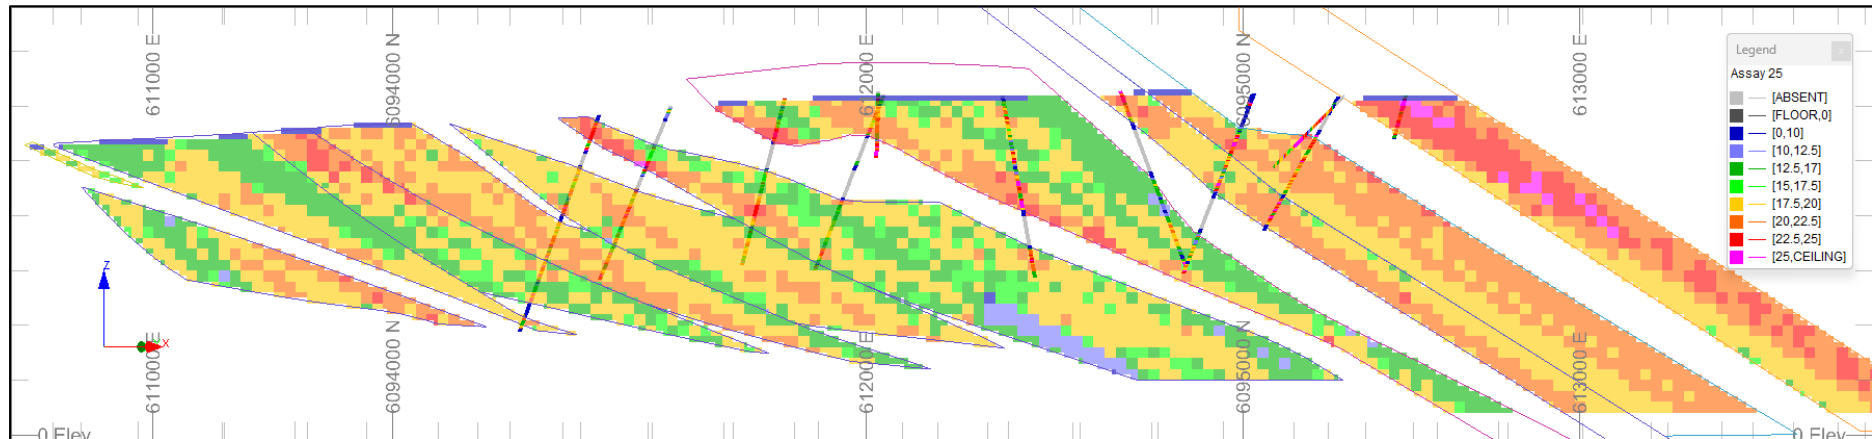 611000 E
6094000 N
612000 E
6095000 N
613000 E
Legend
x
Assay 25
[ABSENT]
[FLOOR,0]
[0,10]
[10,12.5]
[12.5,17]
[15,17.5]
[17.5,20]
[20,22.5]
[22.5,25]
[25,CEILING]
Z
X
611000E
6094000 N
612000 E
6095000 N
613000 E
0 Elev
0 Elev